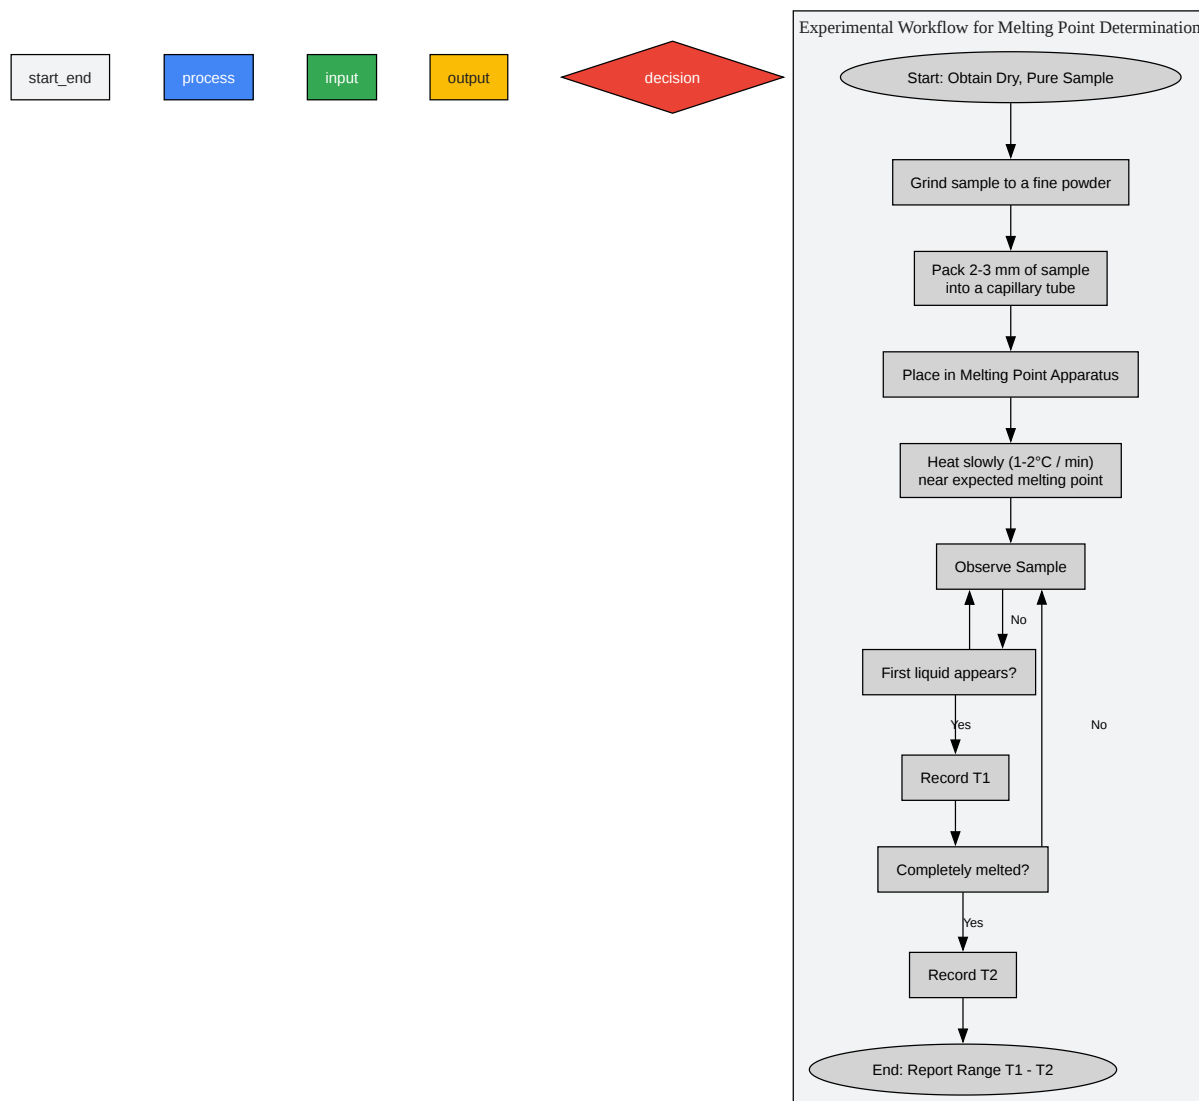 Experimental Workflow for Melting Point Determination
start_end
process
input
output
decision
Start: Obtain Dry, Pure Sample
Grind sample to a fine powder
Pack 2-3 mm of sample
into a capillary tube
Place in Melting Point Apparatus
Heat slowly (1-2°C / min)
near expected melting point
Observe Sample
No
First liquid appears?
Yes
No
Record T1
Completely melted?
Yes
Record T2
End: Report Range T1 - T2